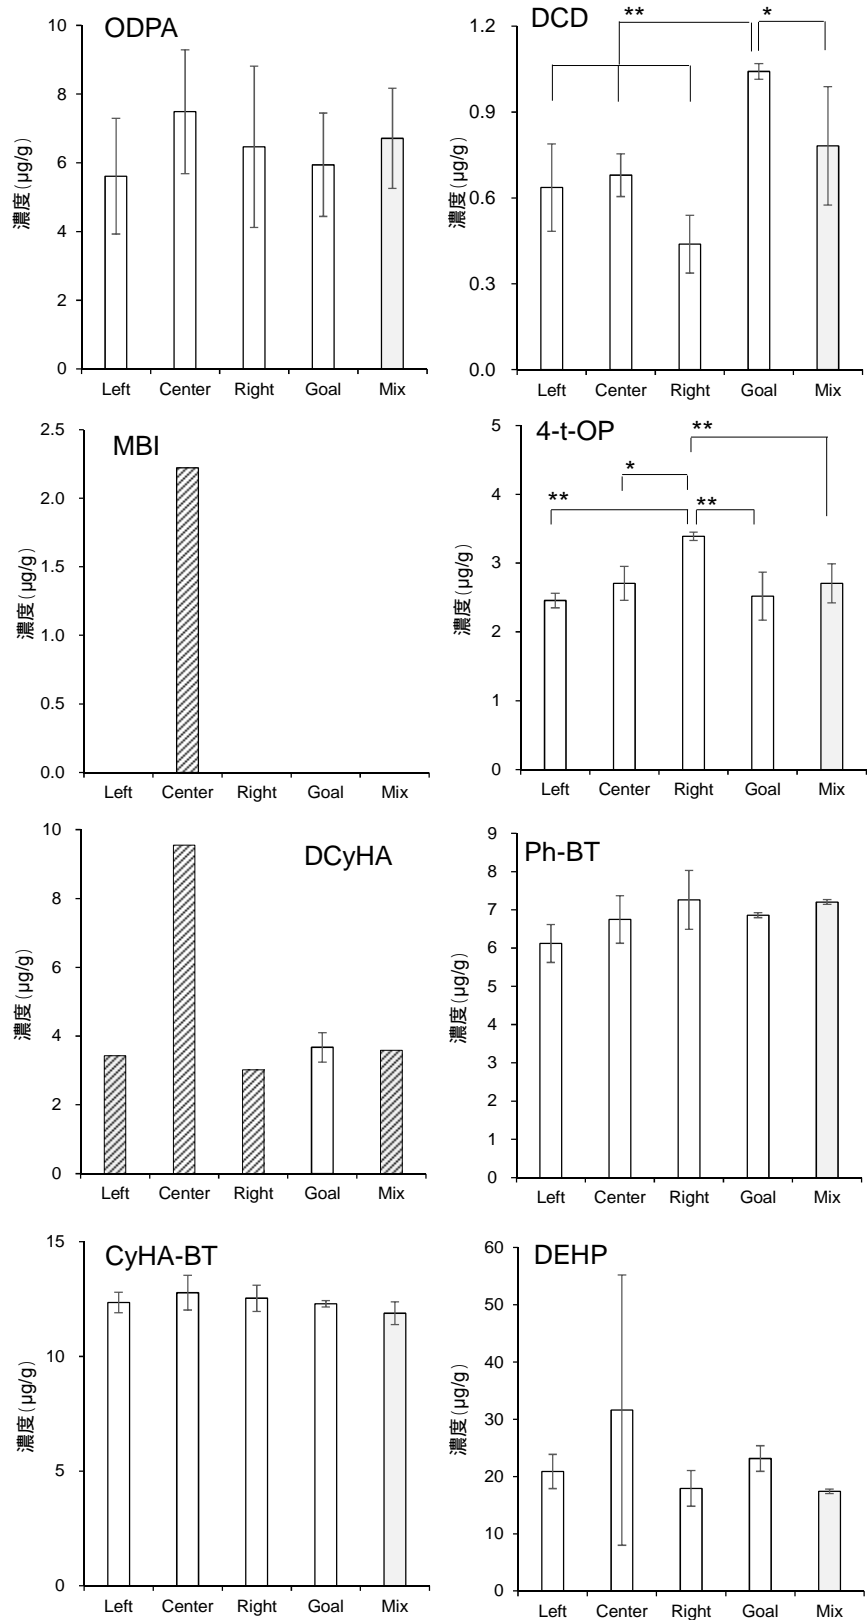 ODPA
10
8
6
4
2
0
濃度(µg/g)
Left Center Right Goal Mix
DCD
** *
1.2
0.9
0.6
0.3
0.0
濃度(µg/g)
Left Center Right Goal Mix
MBI
2.5
2.0
1.5
1.0
0.5
0.0
濃度(µg/g)
Left Center Right Goal Mix
4-t-OP
**
*
** **
5
4
3
2
1
0
濃度(µg/g)
Left Center Right Goal Mix
DCyHA
10
8
6
4
2
0
濃度(µg/g)
Left Center Right Goal Mix
Ph-BT
9
8
7
6
5
4
3
2
1
0
濃度(µg/g)
Left Center Right Goal Mix
CyHA-BT
15
10
5
0
濃度(µg/g)
Left Center Right Goal Mix
DEHP
60
50
40
30
20
10
0
濃度(µg/g)
Left Center Right Goal Mix